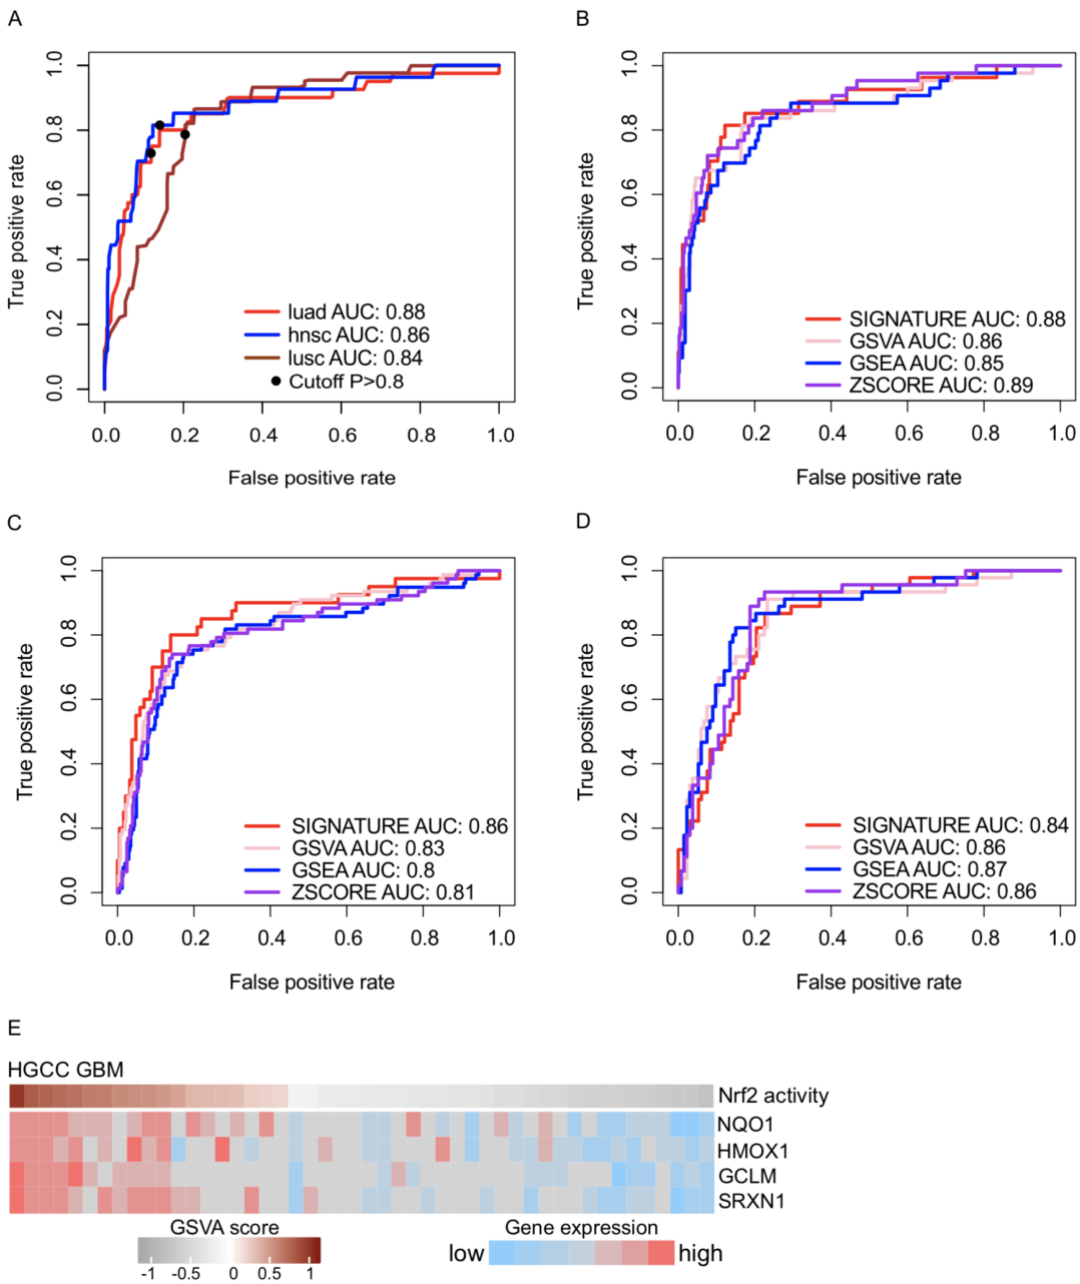 A
True positive rate
0.0 0.2 0.4 0.6 0.8 1.0
luad AUC: 0.88
hnsc AUC: 0.86
lusc AUC: 0.84
Cutoff P>0.8
0.0 0.2 0.4 0.6 0.8 1.0
False positive rate
B
True positive rate
0.0 0.2 0.4 0.6 0.8 1.0
SIGNATURE AUC: 0.88
GSVA AUC: 0.86
GSEA AUC: 0.85
ZSCORE AUC: 0.89
0.0 0.2 0.4 0.6 0.8 1.0
False positive rate
C
True positive rate
0.0 0.2 0.4 0.6 0.8 1.0
SIGNATURE AUC: 0.86
GSVA AUC: 0.83
GSEA AUC: 0.8
ZSCORE AUC: 0.81
0.0 0.2 0.4 0.6 0.8 1.0
False positive rate
D
True positive rate
0.0 0.2 0.4 0.6 0.8 1.0
SIGNATURE AUC: 0.84
GSVA AUC: 0.86
GSEA AUC: 0.87
ZSCORE AUC: 0.86
0.0 0.2 0.4 0.6 0.8 1.0
False positive rate
E
HGCC GBM
Nrf2 activity
NQO1
HMOX1
GCLM
SRXN1
GSVA score
-1 -0.5 0 0.5 1
Gene expression
low high